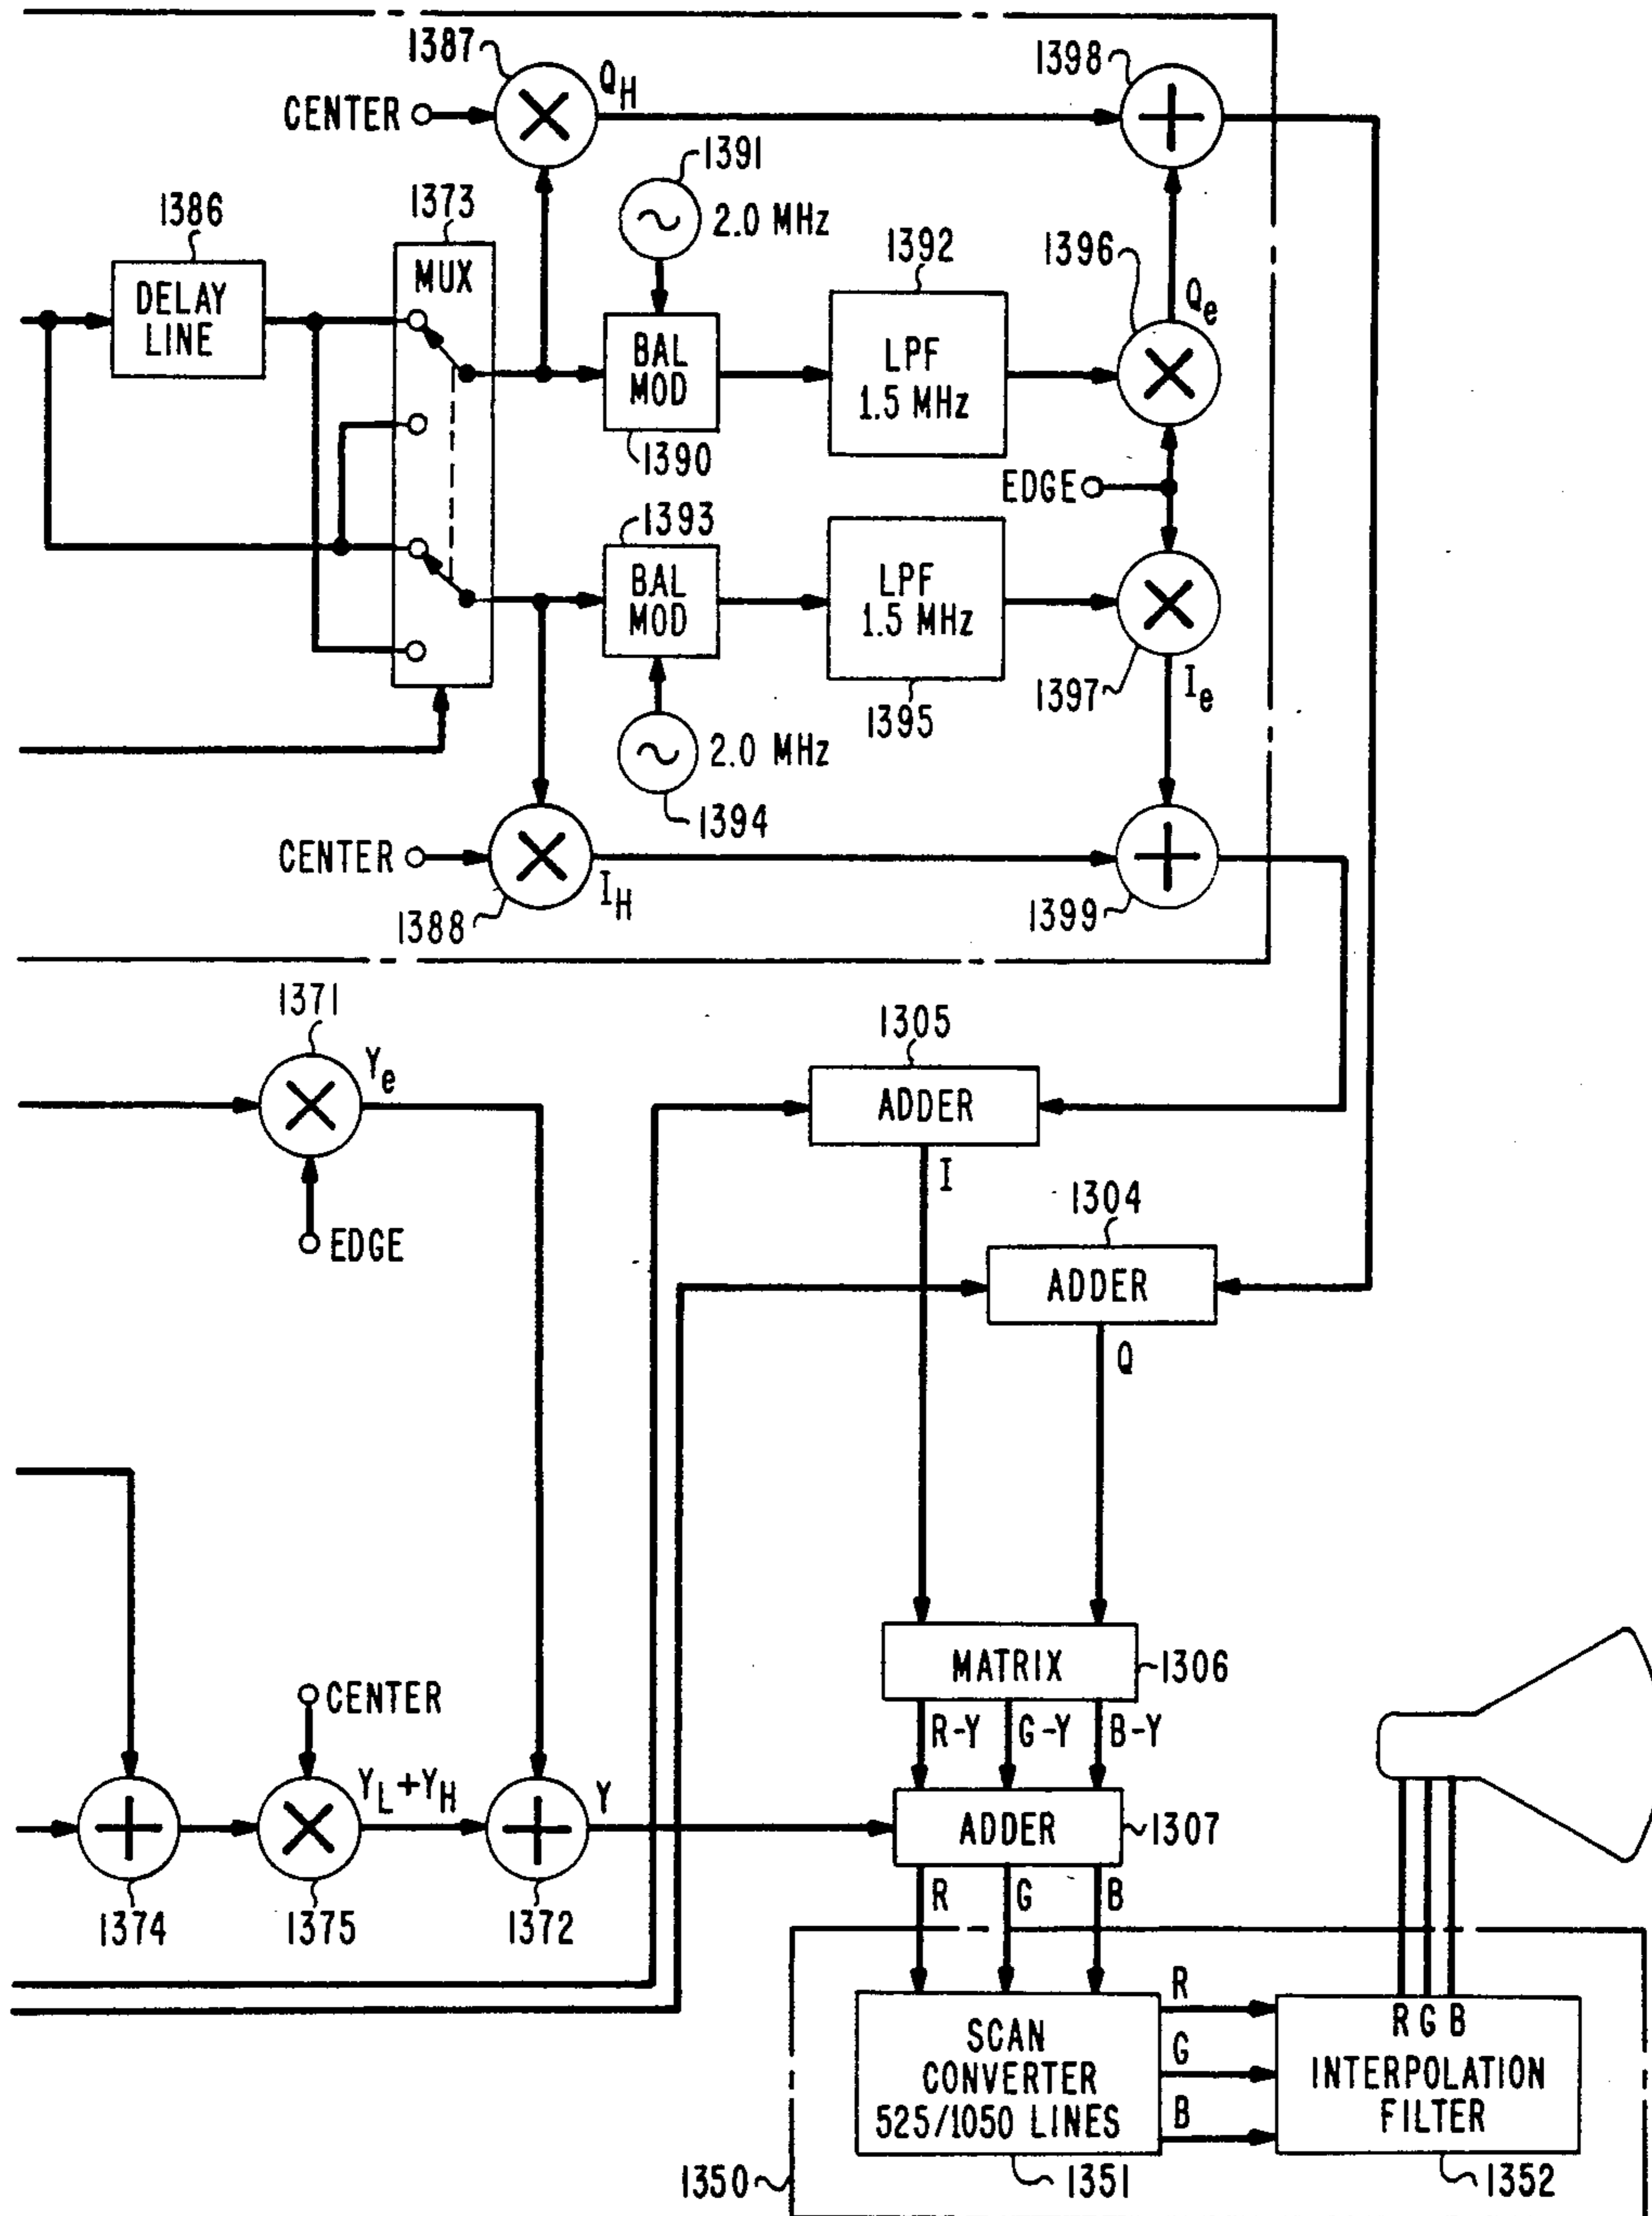 1387
Q_H
1398
CENTER
1391
1386
1373
2.0 MHz
1392
1396
MUX
DELAY
LINE
Q_e
BAL
MOD
LPF
1.5 MHz
1390
EDGE
1393
BAL
MOD
LPF
1.5 MHz
1397
I_e
1395
2.0 MHz
1394
CENTER
I_H
1388
1399
1371
Y_e
1305
ADDER
I
1304
EDGE
ADDER
Q
MATRIX
1306
CENTER
R-Y
G-Y
B-Y
Y_L+Y_H
Y
ADDER
1307
1374
1375
1372
R
G
B
R
G
B
SCAN
CONVERTER
525/1050 LINES
R G B
INTERPOLATION
FILTER
1350
1351
1352